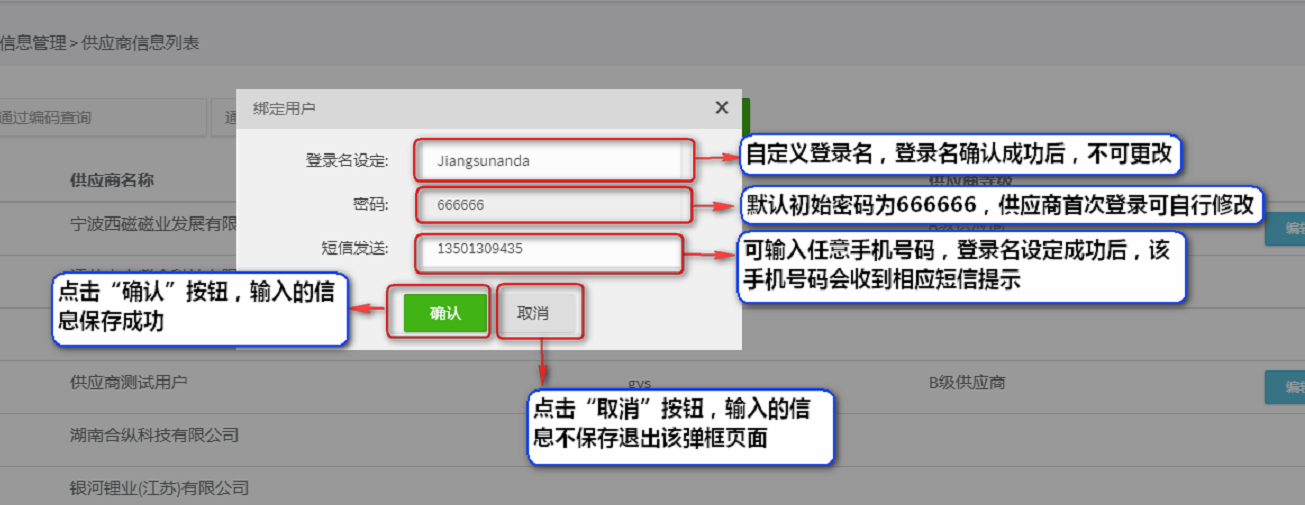 信息管理 > 供应商信息列表
通过编码查询
通
绑定用户
登录名设定:
Jiangsunanda
自定义登录名，登录名确认成功后，不可更改
密码:
666666
默认初始密码为666666，供应商首次登录可自行修改
短信发送:
13501309435
可输入任意手机号码，登录名设定成功后，该
手机号码会收到相应短信提示
确认
取消
点击“确认”按钮，输入的信
息保存成功
点击“取消”按钮，输入的信
息不保存退出该弹框页面
供应商名称
供应商等级
宁波西磁磁业发展有限
编辑
供应商测试用户
gys
B级供应商
编辑
湖南合纵科技有限公司
银河锂业(江苏)有限公司